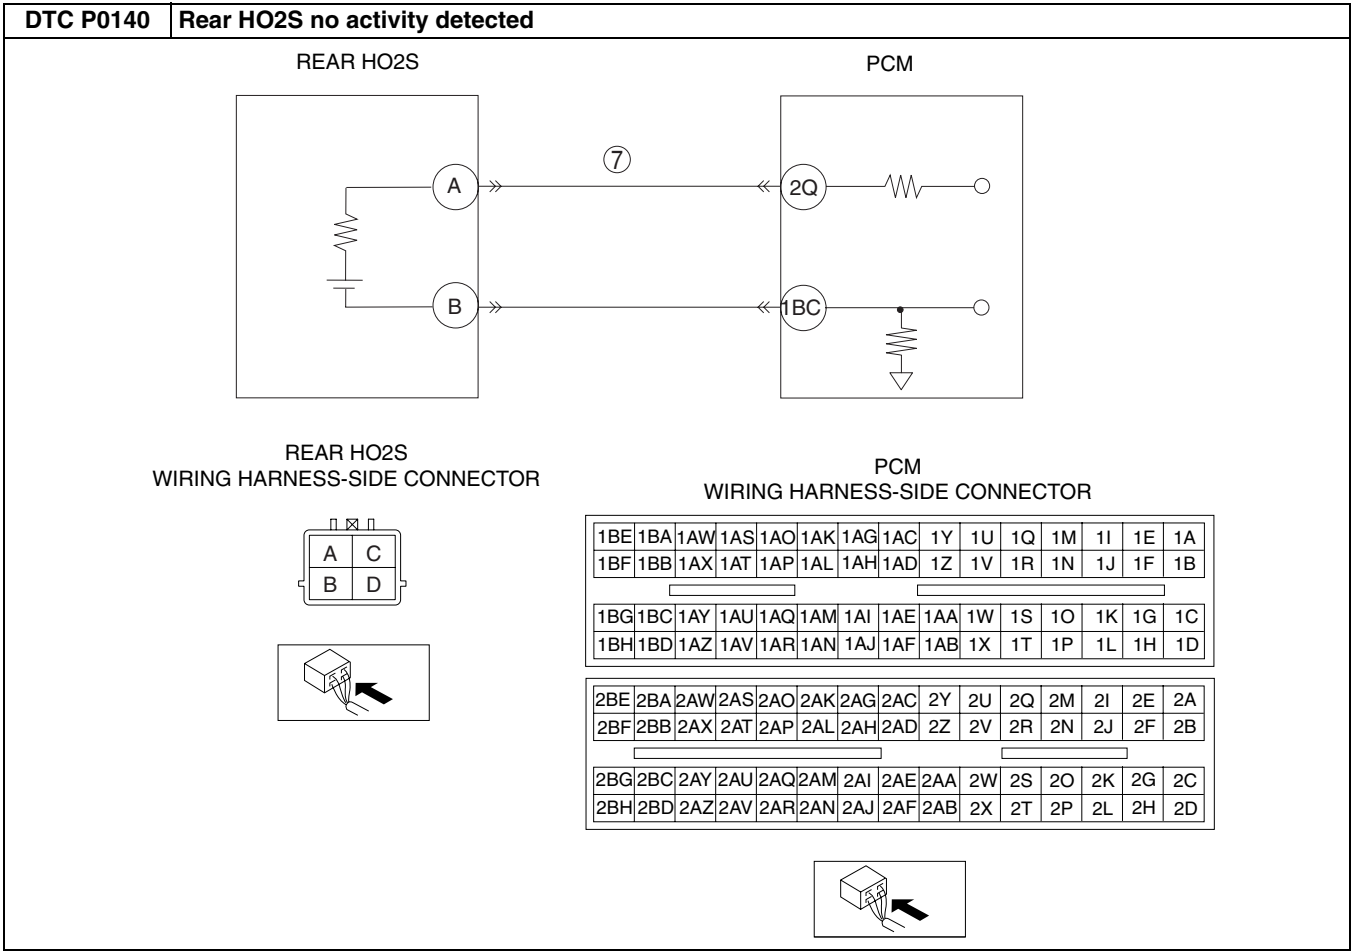 DTC P0140 Rear HO2S no activity detected
REAR HO2S
PCM
7
A
2Q
B
1BC
REAR HO2S
WIRING HARNESS-SIDE CONNECTOR
A C
B D
PCM
WIRING HARNESS-SIDE CONNECTOR
1BE 1BA 1AW 1AS 1AO 1AK 1AG 1AC 1Y 1U 1Q 1M 1I 1E 1A
1BF 1BB 1AX 1AT 1AP 1AL 1AH 1AD 1Z 1V 1R 1N 1J 1F 1B
1BG 1BC 1AY 1AU 1AQ 1AM 1AI 1AE 1AA 1W 1S 1O 1K 1G 1C
1BH 1BD 1AZ 1AV 1AR 1AN 1AJ 1AF 1AB 1X 1T 1P 1L 1H 1D
2BE 2BA 2AW 2AS 2AO 2AK 2AG 2AC 2Y 2U 2Q 2M 2I 2E 2A
2BF 2BB 2AX 2AT 2AP 2AL 2AH 2AD 2Z 2V 2R 2N 2J 2F 2B
2BG 2BC 2AY 2AU 2AQ 2AM 2AI 2AE 2AA 2W 2S 2O 2K 2G 2C
2BH 2BD 2AZ 2AV 2AR 2AN 2AJ 2AF 2AB 2X 2T 2P 2L 2H 2D